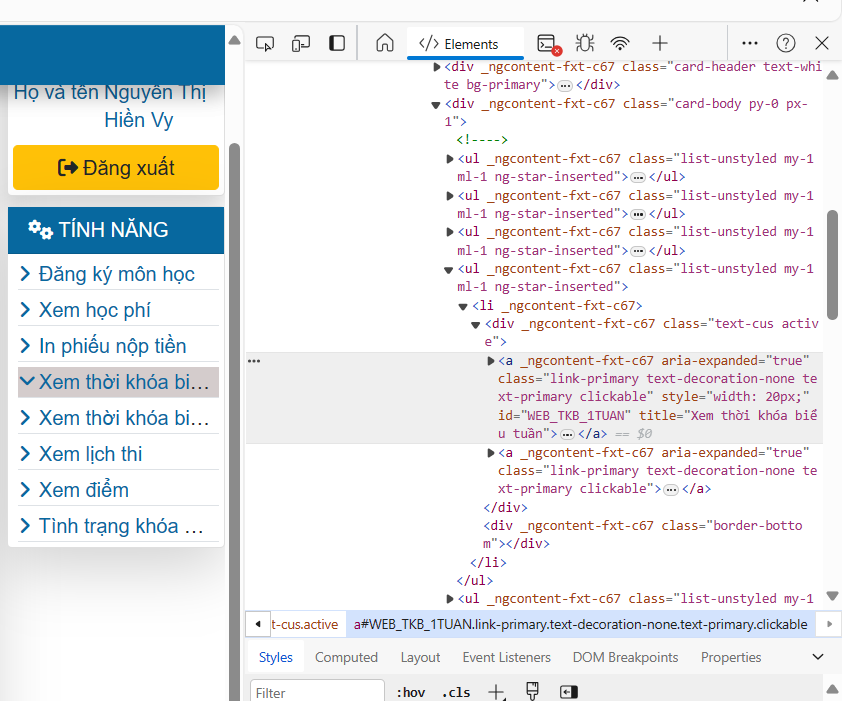 Họ và tên Nguyễn Thị
Hiền Vy
Đăng xuất
TÍNH NĂNG
Đăng ký môn học
Xem học phí
In phiếu nộp tiền
Xem thời khóa bi...
Xem thời khóa bi...
Xem lịch thi
Xem điểm
Tình trạng khóa ...
</> Elements
<div _ngcontent-fxt-c67 class="card-header text-whi
te bg-primary">…</div>
<div _ngcontent-fxt-c67 class="card-body py-0 px-
1">
<!---->
<ul _ngcontent-fxt-c67 class="list-unstyled my-1
ml-1 ng-star-inserted">…</ul>
<ul _ngcontent-fxt-c67 class="list-unstyled my-1
ml-1 ng-star-inserted">…</ul>
<ul _ngcontent-fxt-c67 class="list-unstyled my-1
ml-1 ng-star-inserted">…</ul>
<ul _ngcontent-fxt-c67 class="list-unstyled my-1
ml-1 ng-star-inserted">
<li _ngcontent-fxt-c67>
<div _ngcontent-fxt-c67 class="text-cus activ
e">
<a _ngcontent-fxt-c67 aria-expanded="true"
class="link-primary text-decoration-none te
xt-primary clickable" style="width: 20px;"
id="WEB_TKB_1TUAN" title="Xem thời khóa biể
u tuần">…</a> == $0
<a _ngcontent-fxt-c67 aria-expanded="true"
class="link-primary text-decoration-none te
xt-primary clickable">…</a>
</div>
<div _ngcontent-fxt-c67 class="border-botto
m"></div>
</li>
</ul>
<ul _ngcontent-fxt-c67 class="list-unstyled my-1
t-cus.active a#WEB_TKB_1TUAN.link-primary.text-decoration-none.text-primary.clickable
Styles Computed Layout Event Listeners DOM Breakpoints Properties
Filter :hov .cls